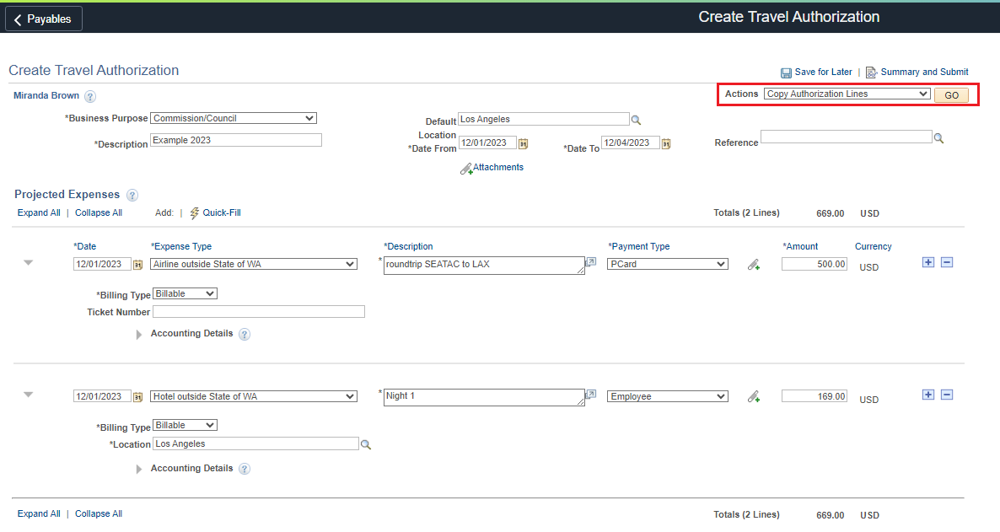 Payables
Create Travel Authorization
Create Travel Authorization
Save for Later | Summary and Submit
Miranda Brown ?
Actions Copy Authorization Lines GO
*Business Purpose Commission/Council
Default Location Los Angeles
*Description Example 2023
*Date From 12/01/2023 *Date To 12/04/2023
Reference
Attachments
Projected Expenses ?
Expand All | Collapse All Add: | Quick-Fill Totals (2 Lines) 669.00 USD
*Date *Expense Type *Description *Payment Type *Amount Currency
12/01/2023 Airline outside State of WA * roundtrip SEATAC to LAX PCard 500.00 USD + −
*Billing Type Billable
Ticket Number
Accounting Details ?
12/01/2023 Hotel outside State of WA * Night 1 Employee 169.00 USD + −
*Billing Type Billable
*Location Los Angeles
Accounting Details ?
Expand All | Collapse All Totals (2 Lines) 669.00 USD